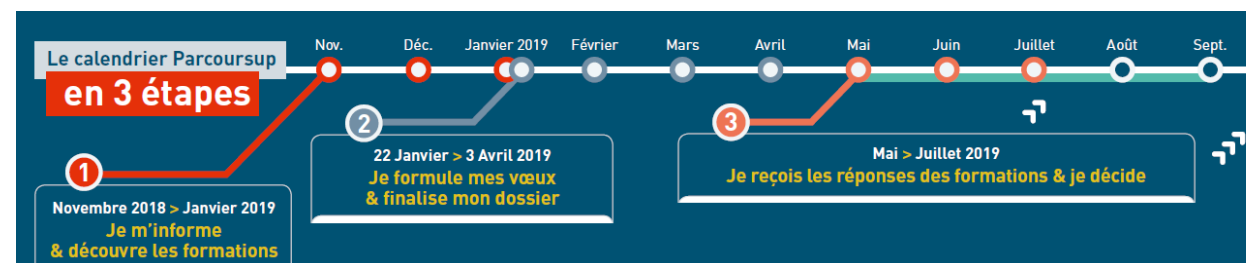 Le calendrier Parcoursup
en 3 étapes
Nov.
Déc.
Janvier 2019
Février
Mars
Avril
Mai
Juin
Juillet
Août
Sept.
1
Novembre 2018 > Janvier 2019
Je m'informe
& découvre les formations
2
22 Janvier > 3 Avril 2019
Je formule mes vœux
& finalise mon dossier
3
Mai > Juillet 2019
Je reçois les réponses des formations & je décide